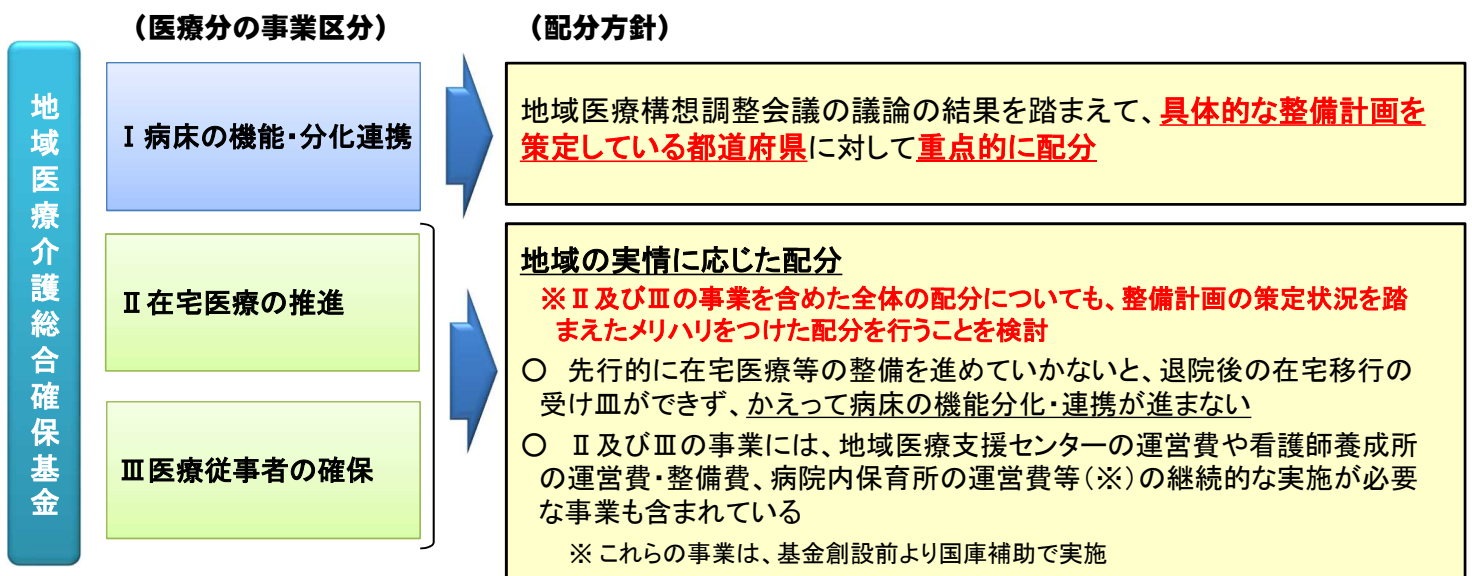 (医療分の事業区分)
(配分方針)
地域医療介護総合確保基金
Ⅰ 病床の機能・分化連携
地域医療構想調整会議の議論の結果を踏まえて、具体的な整備計画を
策定している都道府県に対して重点的に配分
Ⅱ 在宅医療の推進
Ⅲ 医療従事者の確保
地域の実情に応じた配分
※Ⅱ及びⅢの事業を含めた全体の配分についても、整備計画の策定状況を踏
まえたメリハリをつけた配分を行うことを検討
○ 先行的に在宅医療等の整備を進めていかないと、退院後の在宅移行の
受け皿ができず、かえって病床の機能分化・連携が進まない
○ Ⅱ及びⅢの事業には、地域医療支援センターの運営費や看護師養成所
の運営費・整備費、病院内保育所の運営費等(※)の継続的な実施が必要
な事業も含まれている
※ これらの事業は、基金創設前より国庫補助で実施